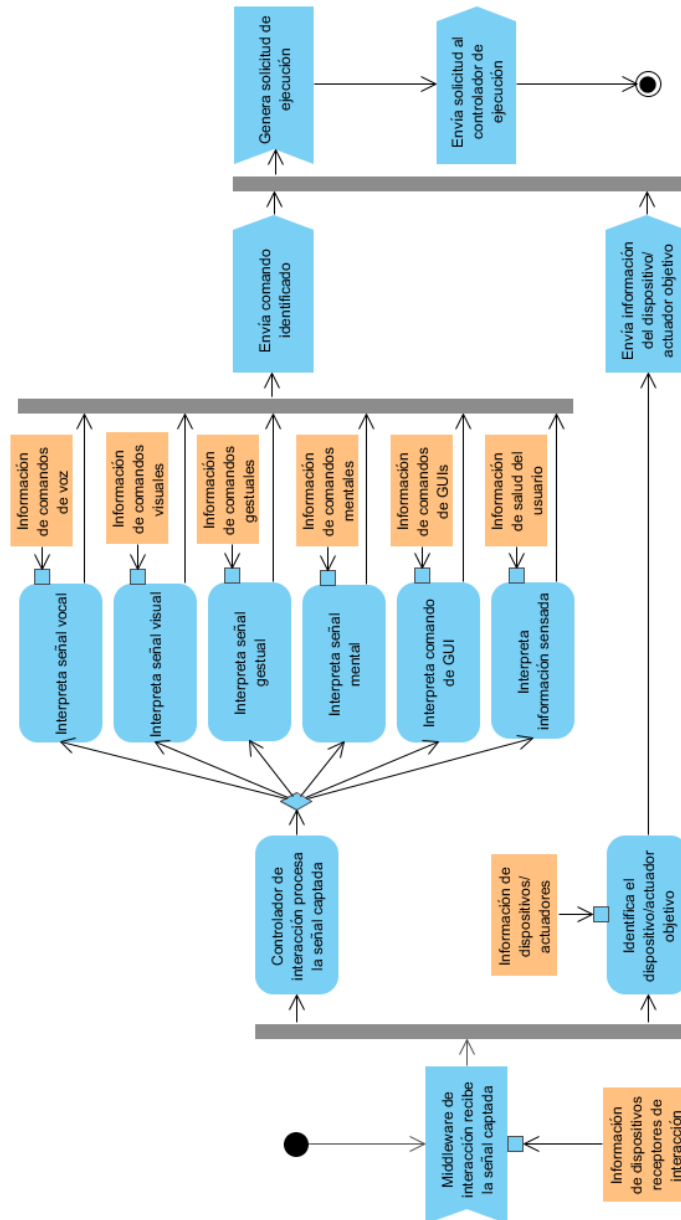 Middleware de
interacción recibe
la señal captada
Información
de dispositivos
receptores de
interacción
Controlador de
interacción procesa
la señal captada
Información de
dispositivos/
actuadores
Identifica el
dispositivo/actuador
objetivo
Interpreta señal vocal
Interpreta señal visual
Interpreta señal
gestual
Interpreta señal
mental
Interpreta comando
de GUI
Interpreta
información sensada
Información
de comandos
de voz
Información
de comandos
visuales
Información
de comandos
gestuales
Información
de comandos
mentales
Información
de comandos
de GUIs
Información
de salud del
usuario
Envía comando
identificado
Envía información
del dispositivo/
actuador objetivo
Genera solicitud de
ejecución
Envía solicitud al
controlador de
ejecución